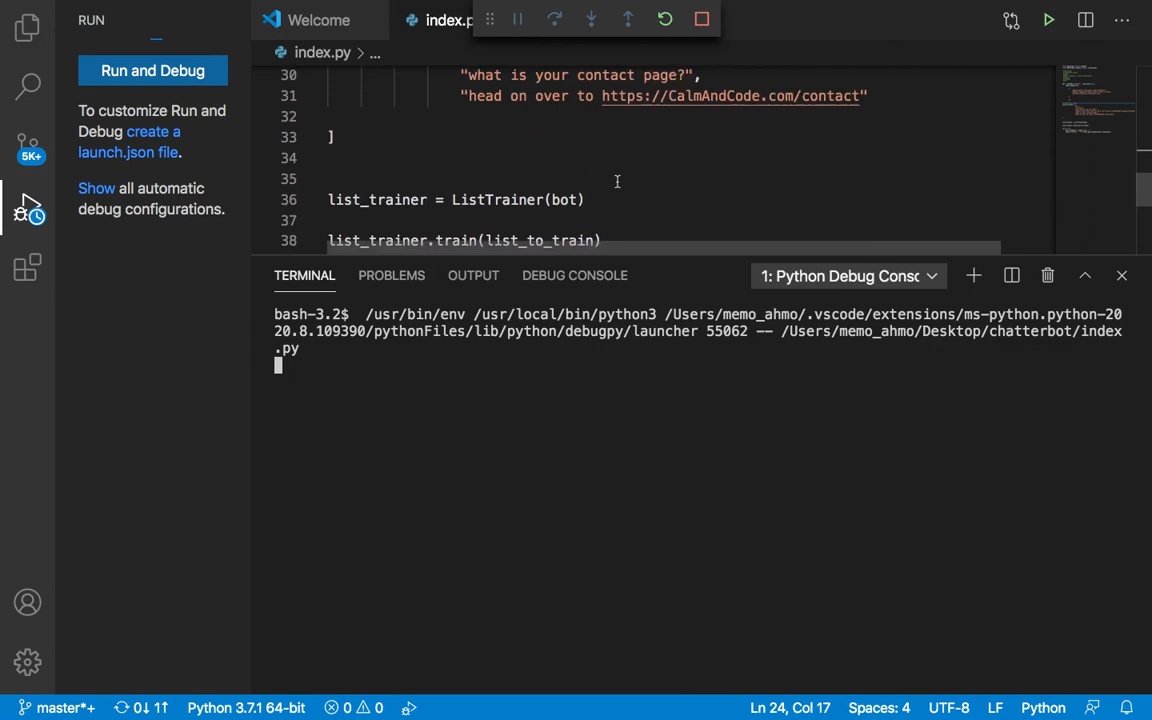 RUN
Run and Debug
To customize Run and
Debug create a
launch.json file.
Show all automatic
debug configurations.
5K+
Welcome
index.p
index.py > ...
30 "what is your contact page?",
31 "head on over to https://CalmAndCode.com/contact"
32
33 ]
34
35
36 list_trainer = ListTrainer(bot)
37
38 list_trainer.train(list_to_train)
TERMINAL PROBLEMS OUTPUT DEBUG CONSOLE 1: Python Debug Consc
bash-3.2$ /usr/bin/env /usr/local/bin/python3 /Users/memo_ahmo/.vscode/extensions/ms-python.python-20
20.8.109390/pythonFiles/lib/python/debugpy/launcher 55062 -- /Users/memo_ahmo/Desktop/chatterbot/index
.py
master*+ 0↓ 1↑ Python 3.7.1 64-bit 0 0 Ln 24, Col 17 Spaces: 4 UTF-8 LF Python